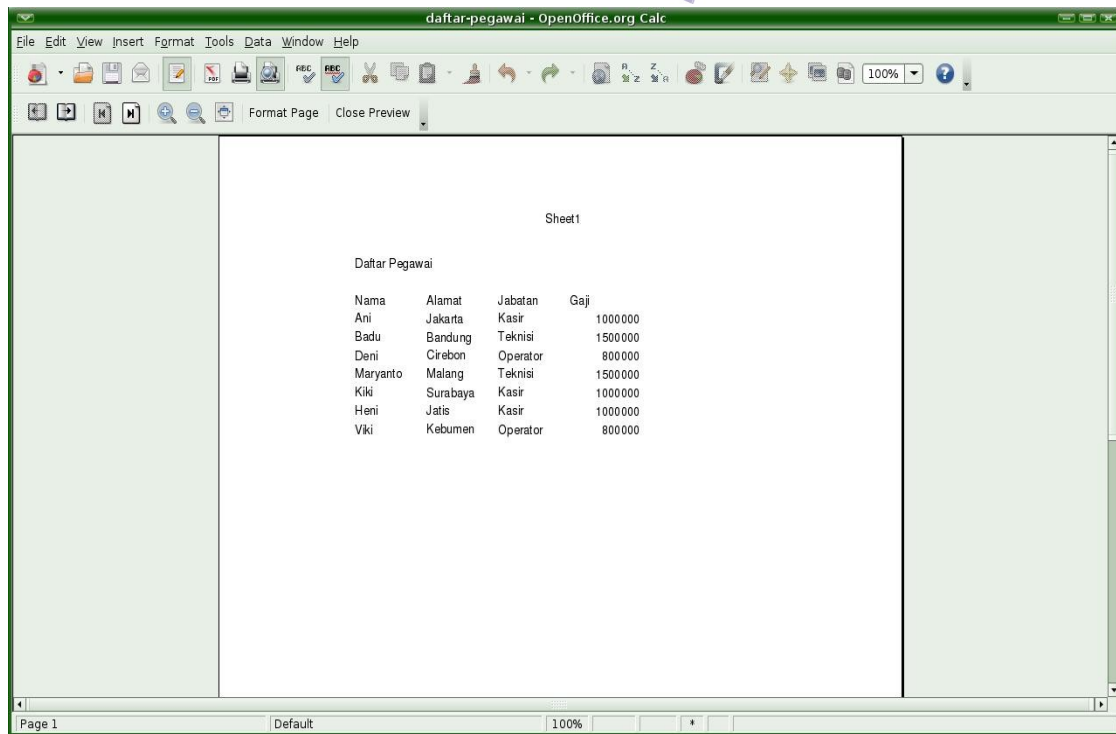 daftar-pegawai - OpenOffice.org Calc
File Edit View Insert Format Tools Data Window Help
100%
Format Page Close Preview
Sheet1
Daftar Pegawai
Nama Alamat Jabatan Gaji
Ani Jakarta Kasir 1000000
Badu Bandung Teknisi 1500000
Deni Cirebon Operator 800000
Maryanto Malang Teknisi 1500000
Kiki Surabaya Kasir 1000000
Heni Jatis Kasir 1000000
Viki Kebumen Operator 800000
Page 1 Default 100% *